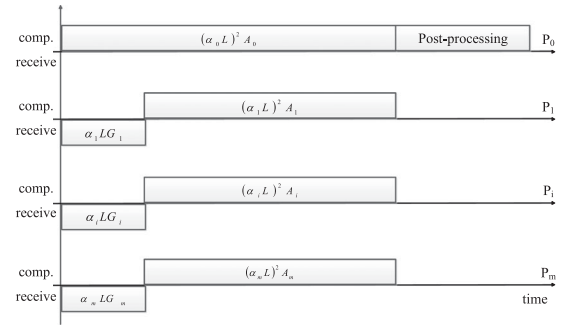 comp. (α₀L)² A₀ Post-processing P₀
receive
comp. (α₁L)² A₁ P₁
receive α₁LG₁
comp. (αᵢL)² Aᵢ Pᵢ
receive αᵢLGᵢ
comp. (αₘL)² Aₘ Pₘ
receive αₘLGₘ time